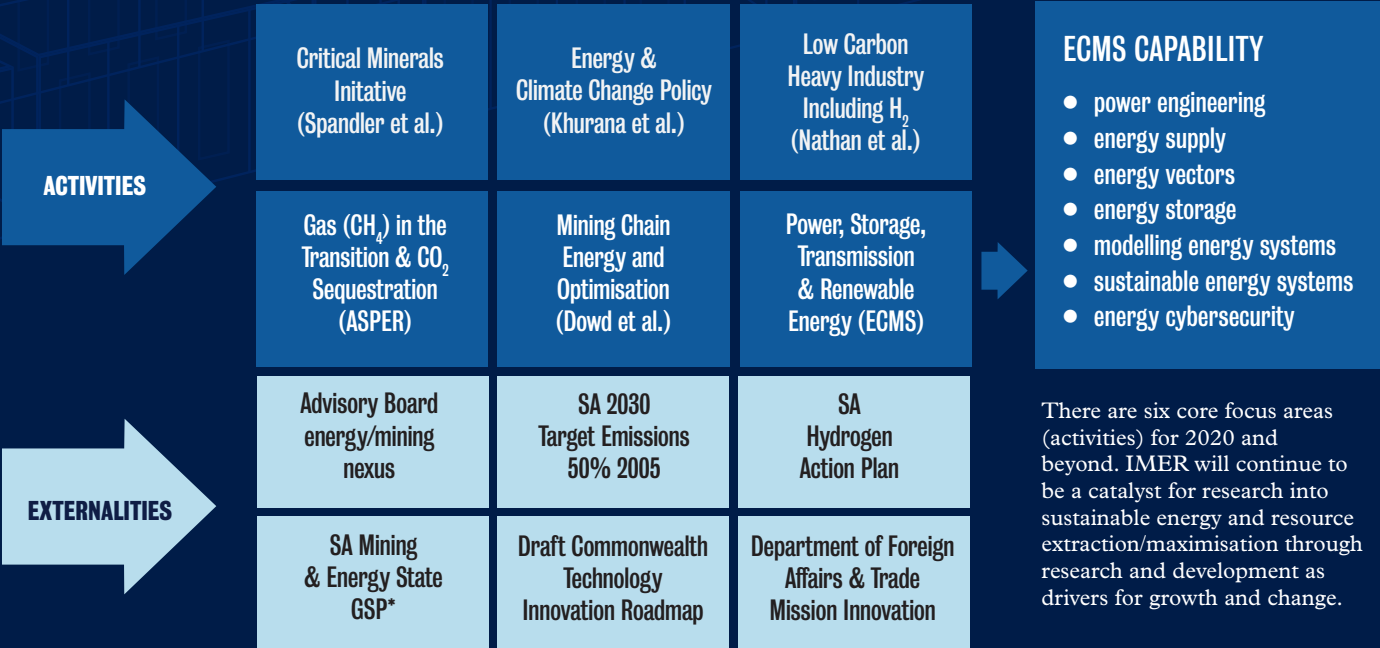 ACTIVITIES
Critical Minerals
Initative
(Spandler et al.)
Energy &
Climate Change Policy
(Khurana et al.)
Low Carbon
Heavy Industry
Including H₂
(Nathan et al.)
Gas (CH₄) in the
Transition & CO₂
Sequestration
(ASPER)
Mining Chain
Energy and
Optimisation
(Dowd et al.)
Power, Storage,
Transmission
& Renewable
Energy (ECMS)
ECMS CAPABILITY
● power engineering
● energy supply
● energy vectors
● energy storage
● modelling energy systems
● sustainable energy systems
● energy cybersecurity
EXTERNALITIES
Advisory Board
energy/mining
nexus
SA 2030
Target Emissions
50% 2005
SA
Hydrogen
Action Plan
SA Mining
& Energy State
GSP*
Draft Commonwealth
Technology
Innovation Roadmap
Department of Foreign
Affairs & Trade
Mission Innovation
There are six core focus areas
(activities) for 2020 and
beyond. IMER will continue to
be a catalyst for research into
sustainable energy and resource
extraction/maximisation through
research and development as
drivers for growth and change.